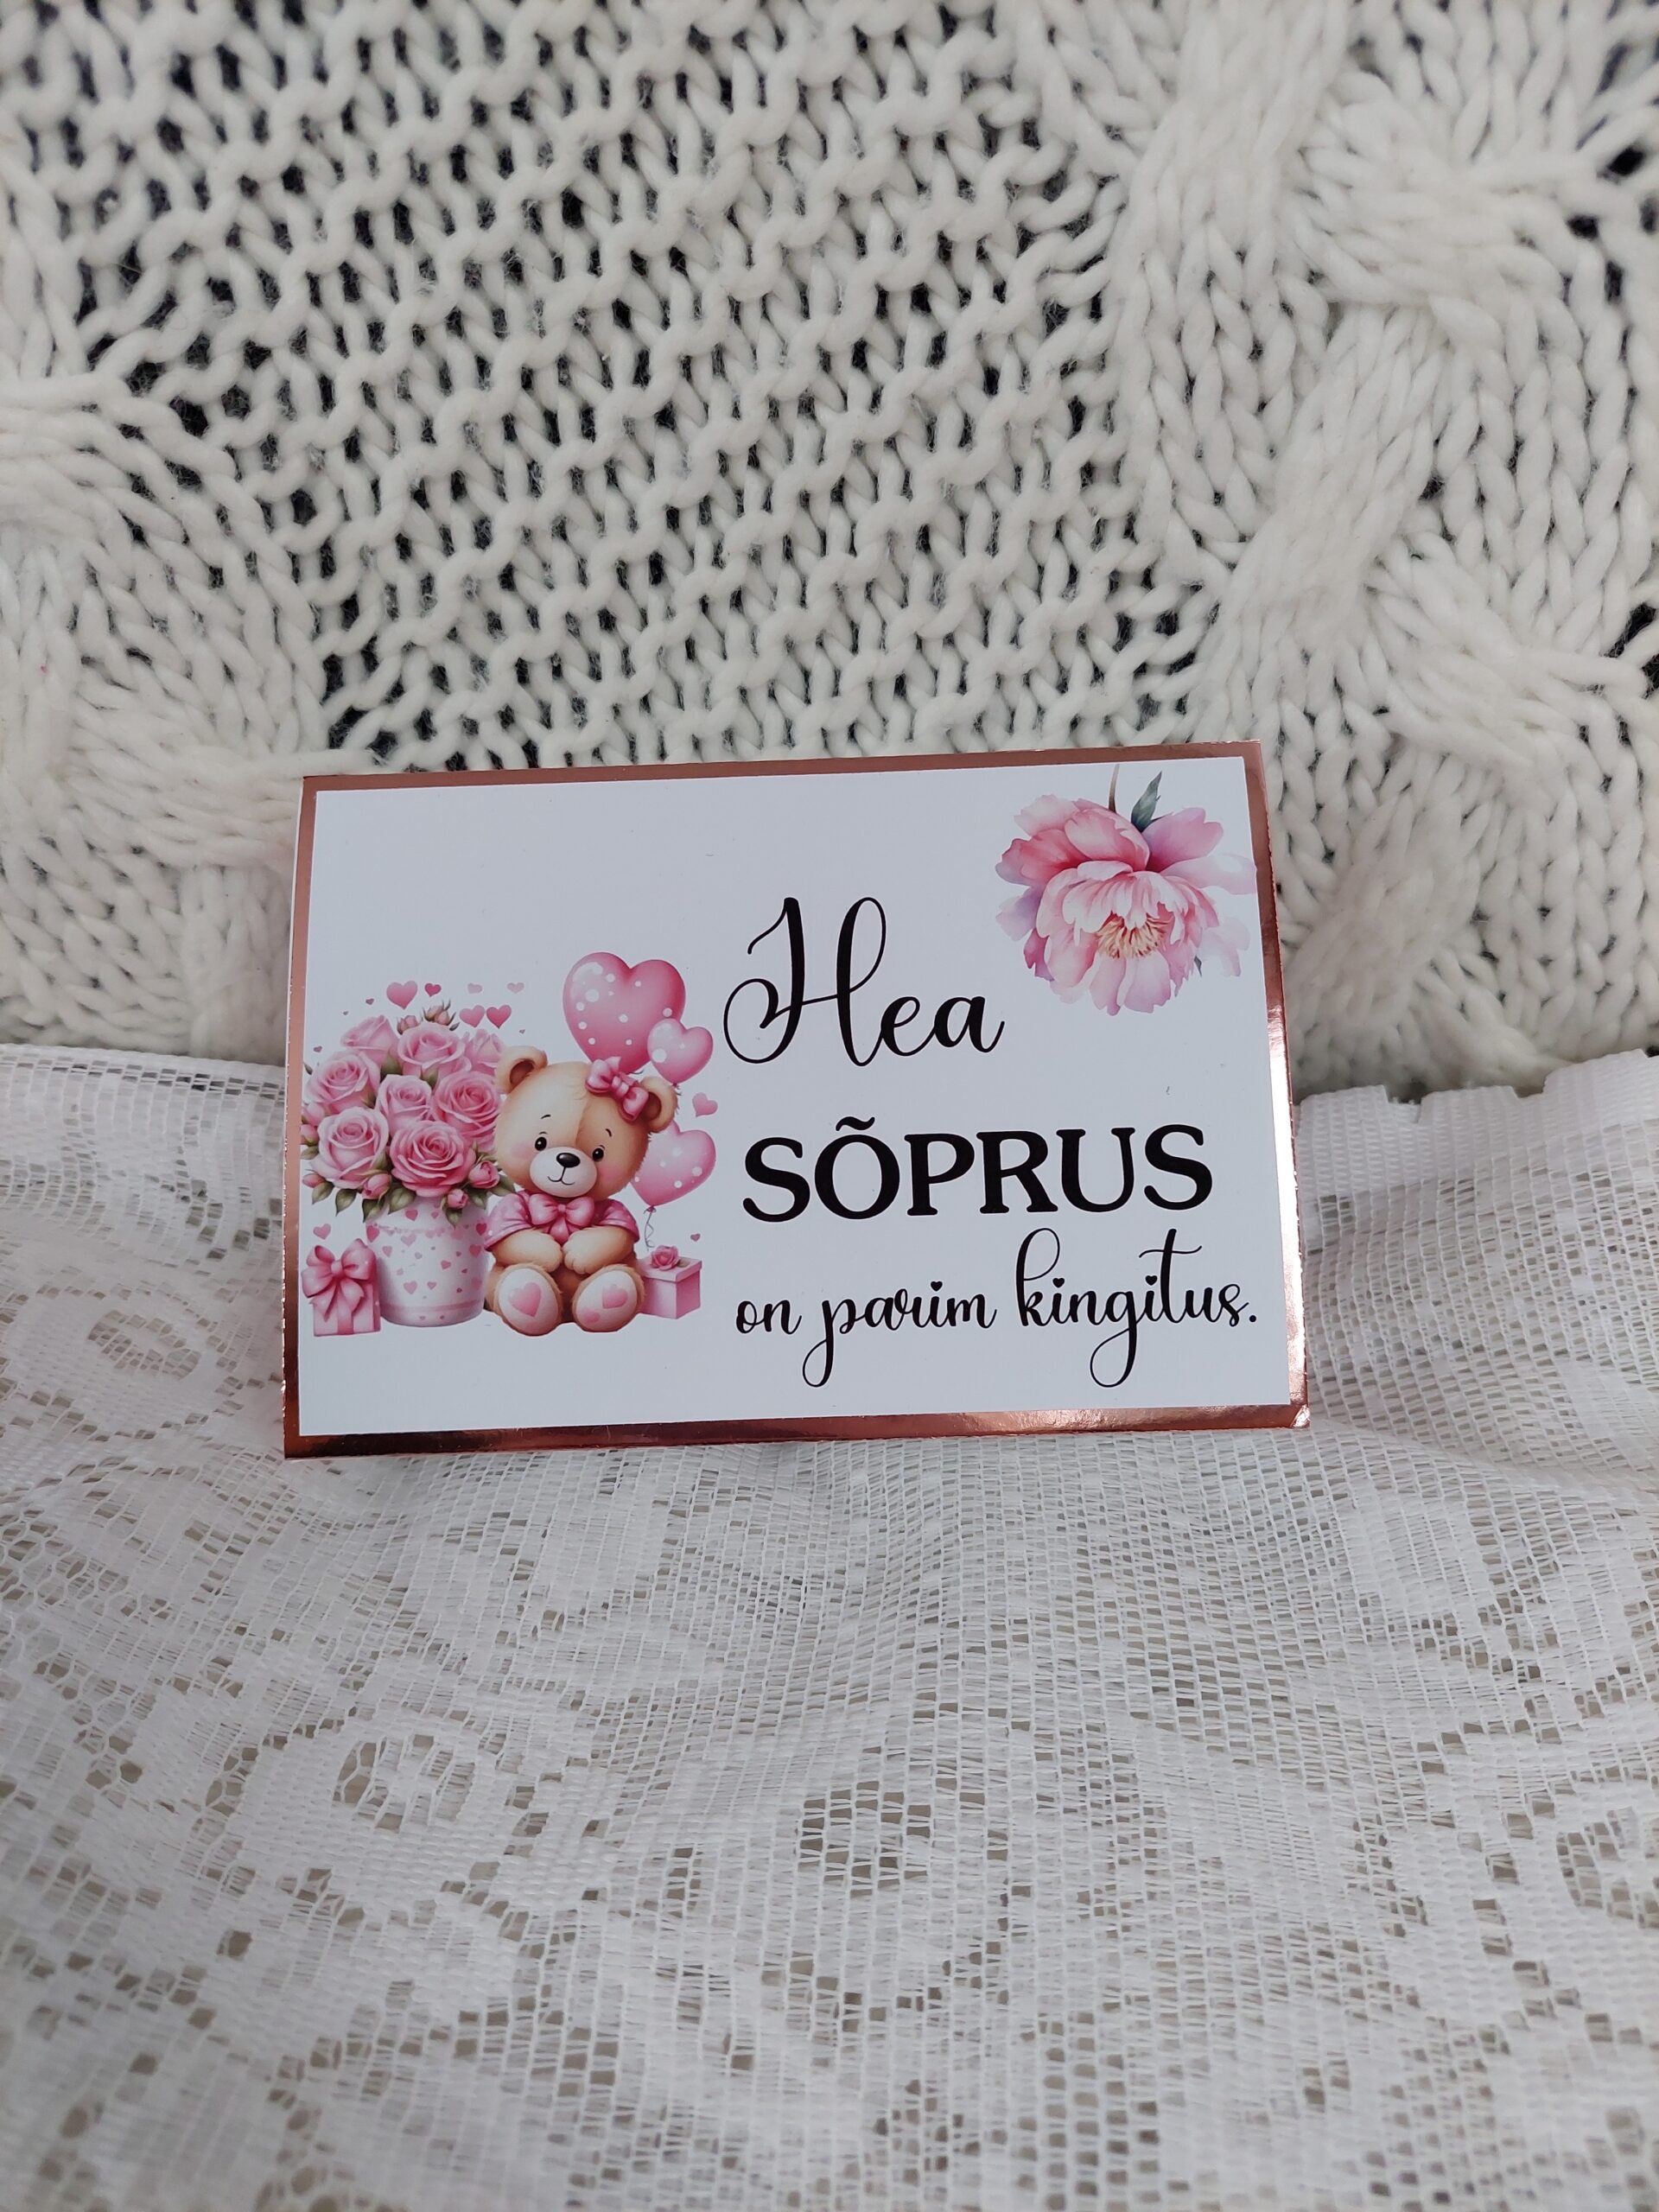 Hea
SÕPRUS
on parim kingitus.